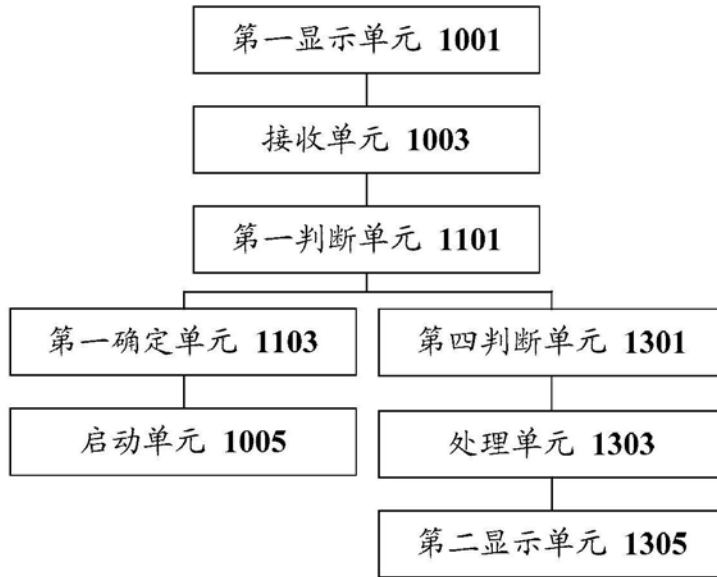 第一显示单元 1001
接收单元 1003
第一判断单元 1101
第一确定单元 1103
第四判断单元 1301
启动单元 1005
处理单元 1303
第二显示单元 1305